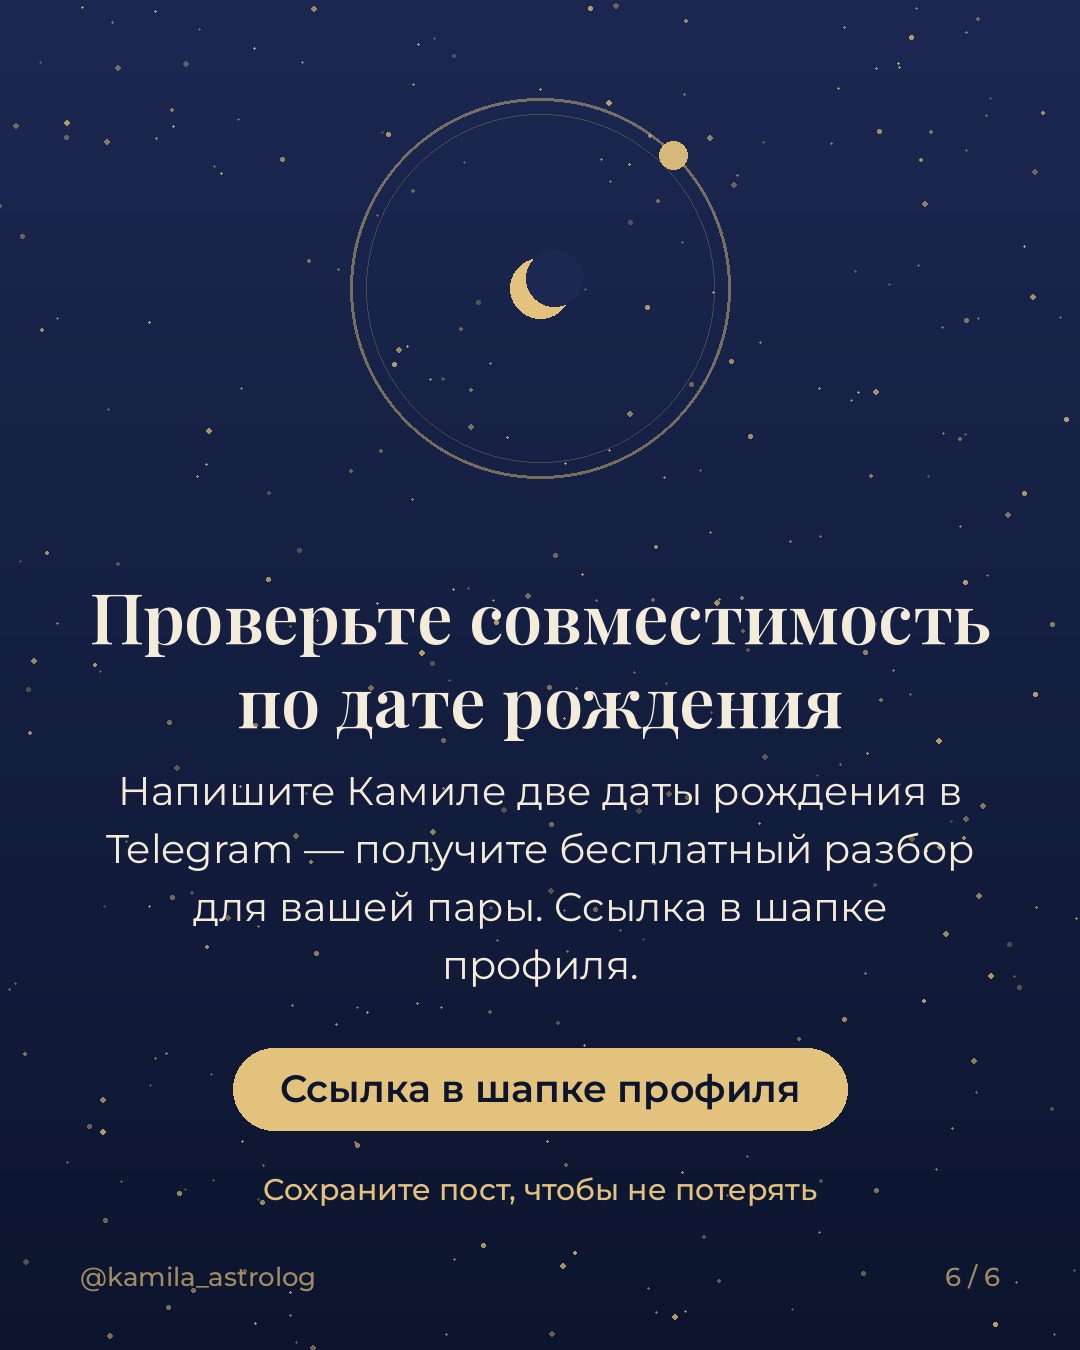 Проверьте совместимость
по дате рождения
Напишите Камиле две даты рождения в
Telegram — получите бесплатный разбор
для вашей пары. Ссылка в шапке
профиля.
Ссылка в шапке профиля
Сохраните пост, чтобы не потерять
@kamila_astrolog
6 / 6